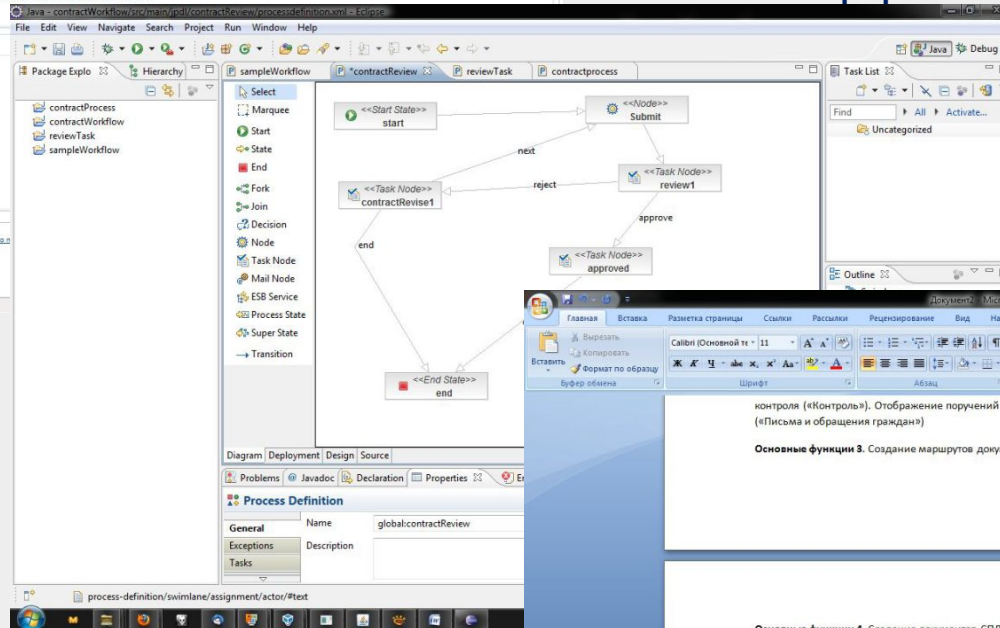 Java - contractWorkflow/src/main/jpdl/contractReview/processdefinition.xml - Eclipse
File Edit View Navigate Search Project Run Window Help
Java Debug
Package Explo Hierarchy
contractProcess
contractWorkflow
reviewTask
sampleWorkflow
sampleWorkflow *contractReview reviewTask contractprocess
Select
Marquee
Start
State
End
Fork
Join
Decision
Node
Task Node
Mail Node
ESB Service
Process State
Super State
Transition
<<Start State>>
start
<<Node>>
Submit
next
<<Task Node>>
review1
reject
<<Task Node>>
contractRevise1
approve
end
<<Task Node>>
approved
<<End State>>
end
Diagram Deployment Design Source
Task List
Find All Activate...
Uncategorized
Outline
Problems Javadoc Declaration Properties
Process Definition
General
Exceptions
Tasks
Name global:contractReview
Description
process-definition/swimlane/assignment/actor/#text
Документ2
Главная Вставка Разметка страницы Ссылки Рассылки Рецензирование Вид
Вставить
Вырезать
Копировать
Формат по образцу
Буфер обмена
Calibri (Основной те 11
Ж К Ч abc x, x² Aa
Шрифт
Абзац
контроля («Контроль»). Отображение поручений
(«Письма и обращения граждан»)
Основные функции 3. Создание маршрутов доку